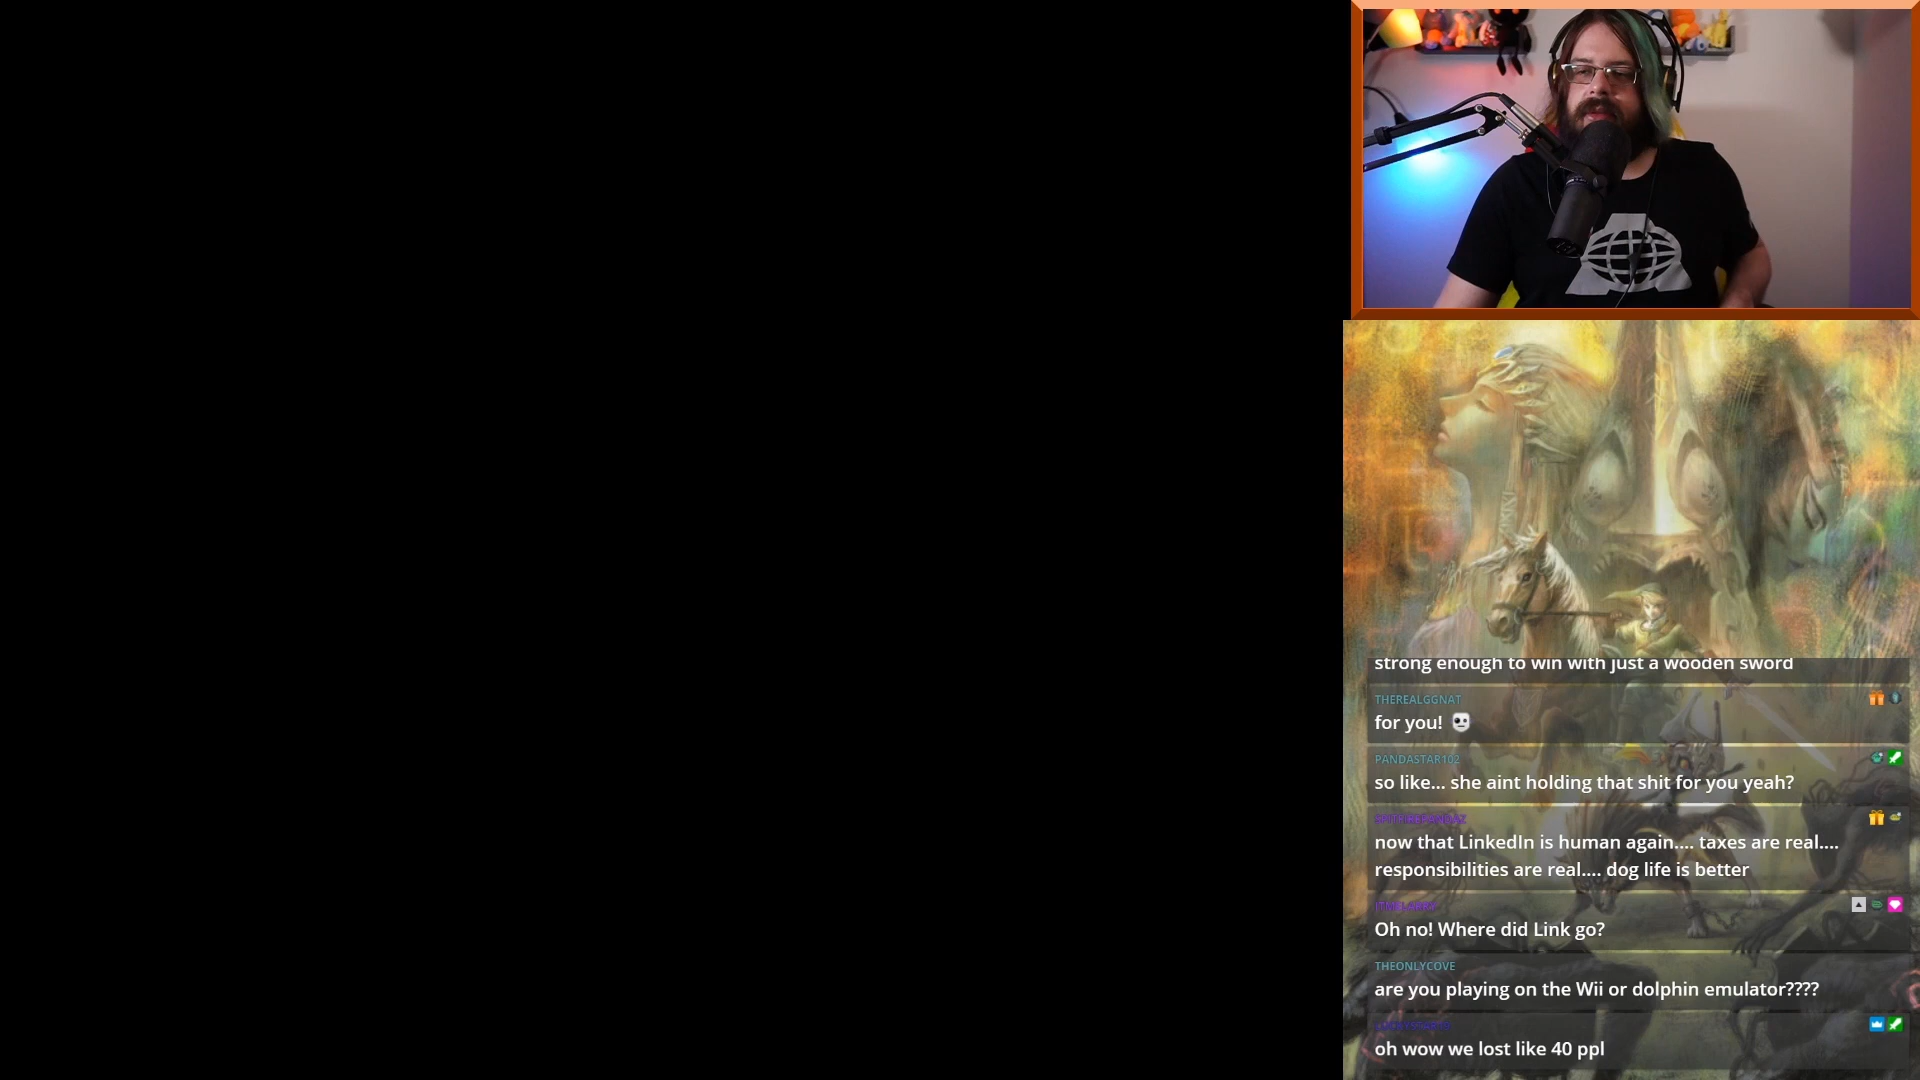 strong enough to win with just a wooden sword
THEREALGGNAT
for you!
PANDASTAR102
so like... she aint holding that shit for you yeah?
now that LinkedIn is human again.... taxes are real....
responsibilities are real.... dog life is better
Oh no! Where did Link go?
THEONLYCOVE
are you playing on the Wii or dolphin emulator????
oh wow we lost like 40 ppl